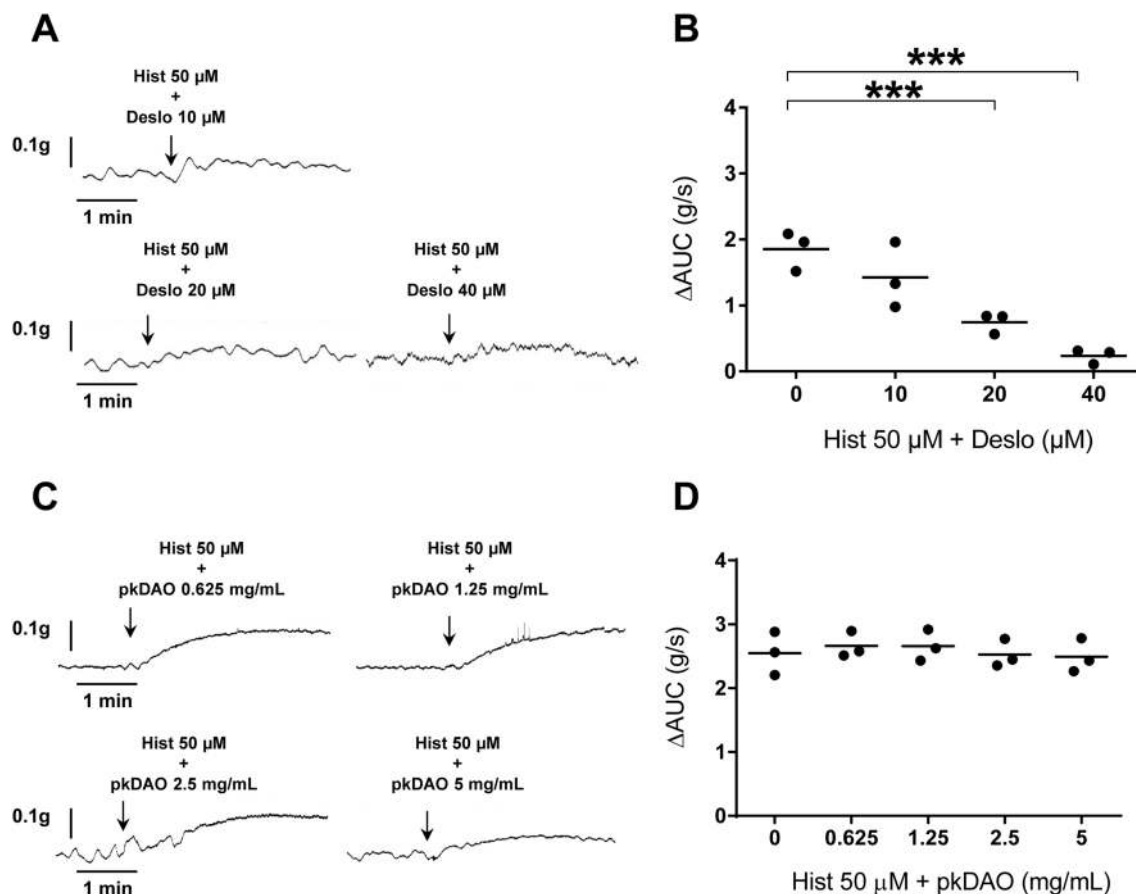 A
Hist 50 µM
+
Deslo 10 µM
0.1g
1 min
Hist 50 µM
+
Deslo 20 µM
Hist 50 µM
+
Deslo 40 µM
0.1g
1 min
B
***
***
4
3
2
1
0
ΔAUC (g/s)
0 10 20 40
Hist 50 µM + Deslo (µM)
C
Hist 50 µM
+
pkDAO 0.625 mg/mL
Hist 50 µM
+
pkDAO 1.25 mg/mL
0.1g
1 min
Hist 50 µM
+
pkDAO 2.5 mg/mL
Hist 50 µM
+
pkDAO 5 mg/mL
0.1g
1 min
D
4
3
2
1
0
ΔAUC (g/s)
0 0.625 1.25 2.5 5
Hist 50 µM + pkDAO (mg/mL)